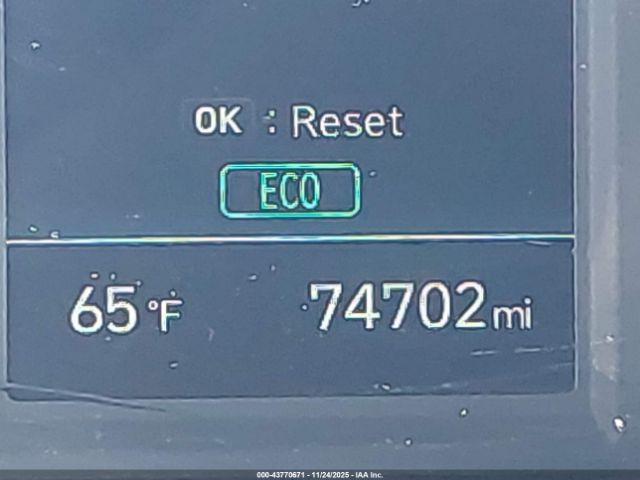 OK : Reset
ECO
65°F 74702 mi
000-43770671 - 11/24/2025 - IAA Inc.